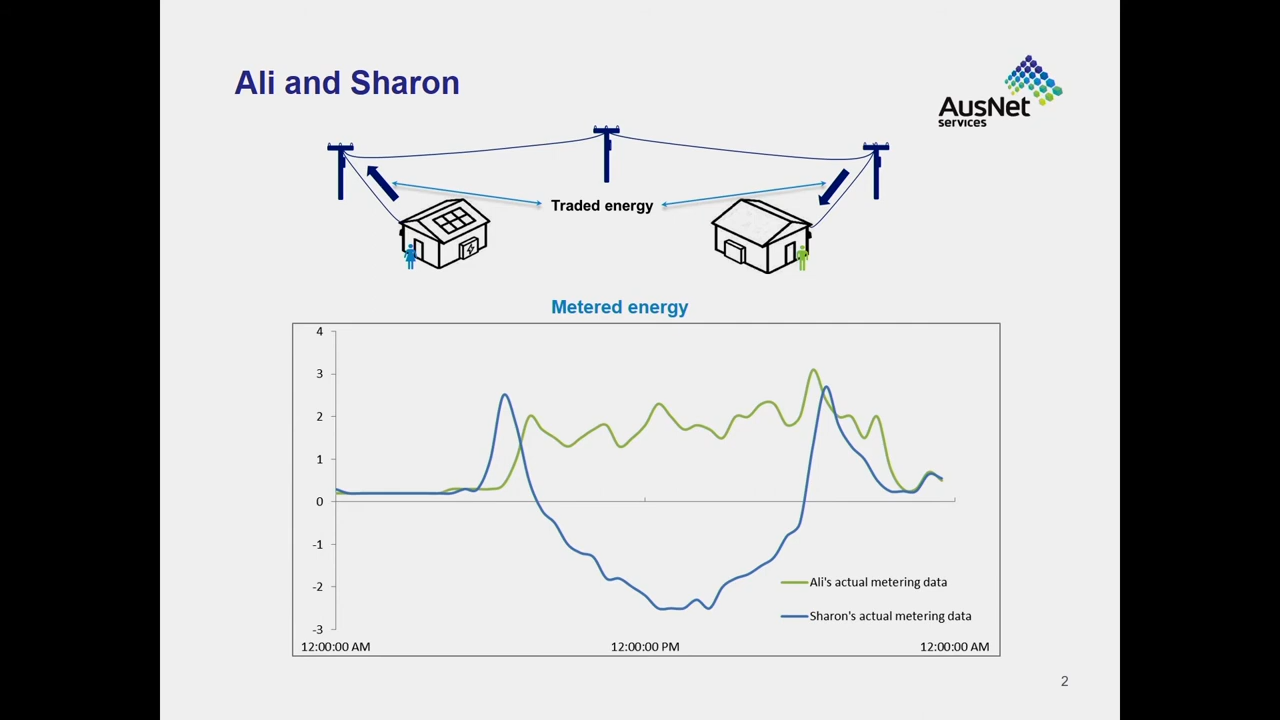 Ali and Sharon
AusNet
services
Traded energy
Metered energy
4
3
2
1
0
-1
-2
-3
12:00:00 AM
12:00:00 PM
12:00:00 AM
Ali's actual metering data
Sharon's actual metering data
2